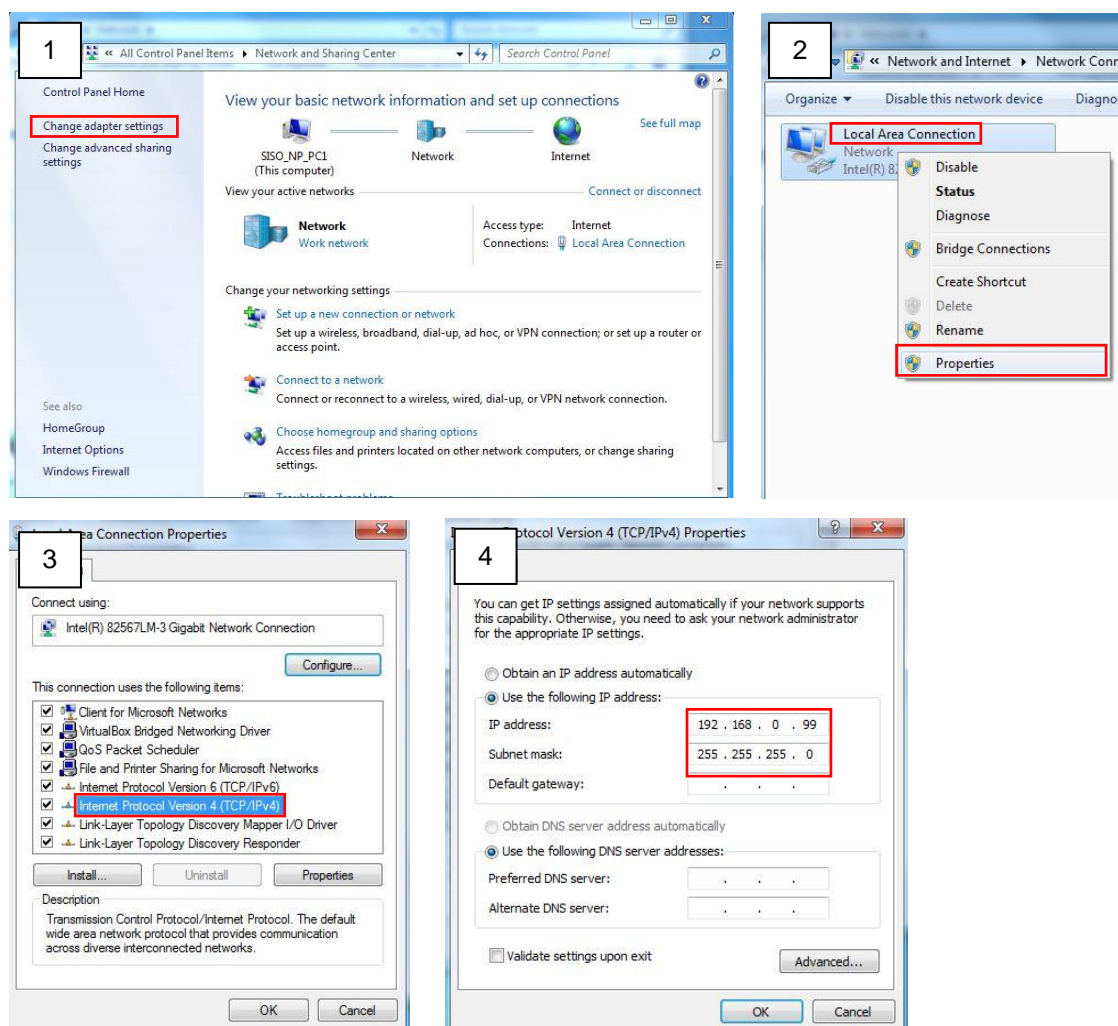 1
« All Control Panel Items ▸ Network and Sharing Center
Search Control Panel
Control Panel Home
Change adapter settings
Change advanced sharing
settings
See also
HomeGroup
Internet Options
Windows Firewall
View your basic network information and set up connections
See full map
SISO_NP_PC1
(This computer)
Network
Internet
View your active networks
Connect or disconnect
Network
Work network
Access type: Internet
Connections: Local Area Connection
Change your networking settings
Set up a new connection or network
Set up a wireless, broadband, dial-up, ad hoc, or VPN connection; or set up a router or
access point.
Connect to a network
Connect or reconnect to a wireless, wired, dial-up, or VPN network connection.
Choose homegroup and sharing options
Access files and printers located on other network computers, or change sharing
settings.
2
« Network and Internet ▸ Network Conn
Organize ▾ Disable this network device Diagno
Local Area Connection
Network
Intel(R) 8
Disable
Status
Diagnose
Bridge Connections
Create Shortcut
Delete
Rename
Properties
3
ea Connection Properties
Connect using:
Intel(R) 82567LM-3 Gigabit Network Connection
Configure...
This connection uses the following items:
Client for Microsoft Networks
VirtualBox Bridged Networking Driver
QoS Packet Scheduler
File and Printer Sharing for Microsoft Networks
Internet Protocol Version 6 (TCP/IPv6)
Internet Protocol Version 4 (TCP/IPv4)
Link-Layer Topology Discovery Mapper I/O Driver
Link-Layer Topology Discovery Responder
Install... Uninstall Properties
Description
Transmission Control Protocol/Internet Protocol. The default
wide area network protocol that provides communication
across diverse interconnected networks.
OK Cancel
4
otocol Version 4 (TCP/IPv4) Properties
You can get IP settings assigned automatically if your network supports
this capability. Otherwise, you need to ask your network administrator
for the appropriate IP settings.
Obtain an IP address automatically
Use the following IP address:
IP address: 192 . 168 . 0 . 99
Subnet mask: 255 . 255 . 255 . 0
Default gateway: . . .
Obtain DNS server address automatically
Use the following DNS server addresses:
Preferred DNS server: . . .
Alternate DNS server: . . .
Validate settings upon exit
Advanced...
OK Cancel